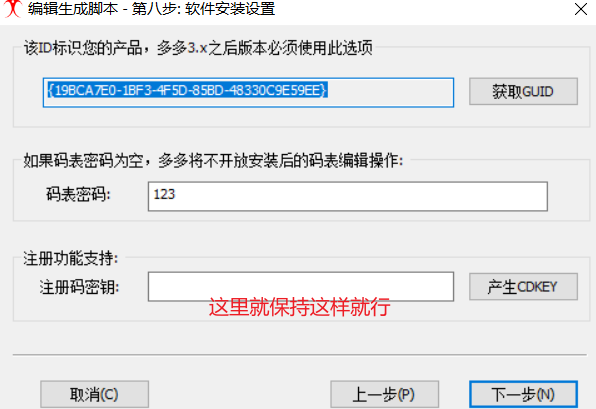 编辑生成脚本 - 第八步: 软件安装设置
该ID标识您的产品，多多3.x之后版本必须使用此选项
{19BCA7E0-1BF3-4F5D-85BD-48330C9E59EE}
获取GUID
如果码表密码为空，多多将不开放安装后的码表编辑操作:
码表密码: 123
注册功能支持:
注册码密钥:
产生CDKEY
这里就保持这样就行
取消(C)
上一步(P)
下一步(N)